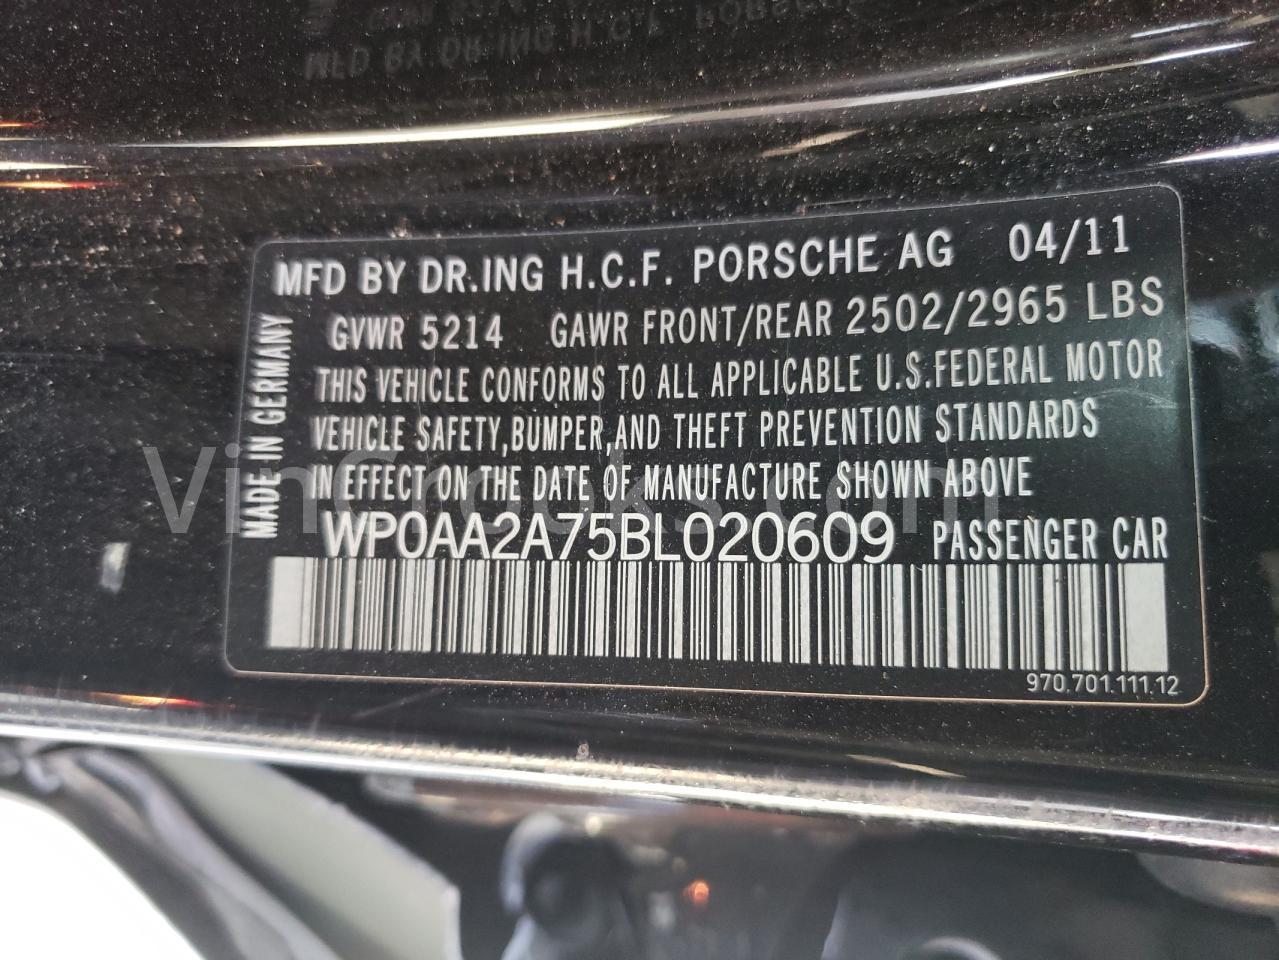 MFD BY DR.ING H.C.F. PORSCHE AG 04/11
GVWR 5214 GAWR FRONT/REAR 2502/2965 LBS
THIS VEHICLE CONFORMS TO ALL APPLICABLE U.S.FEDERAL MOTOR
VEHICLE SAFETY,BUMPER,AND THEFT PREVENTION STANDARDS
IN EFFECT ON THE DATE OF MANUFACTURE SHOWN ABOVE
WP0AA2A75BL020609 PASSENGER CAR
970.701.111.12
MADE IN GERMANY